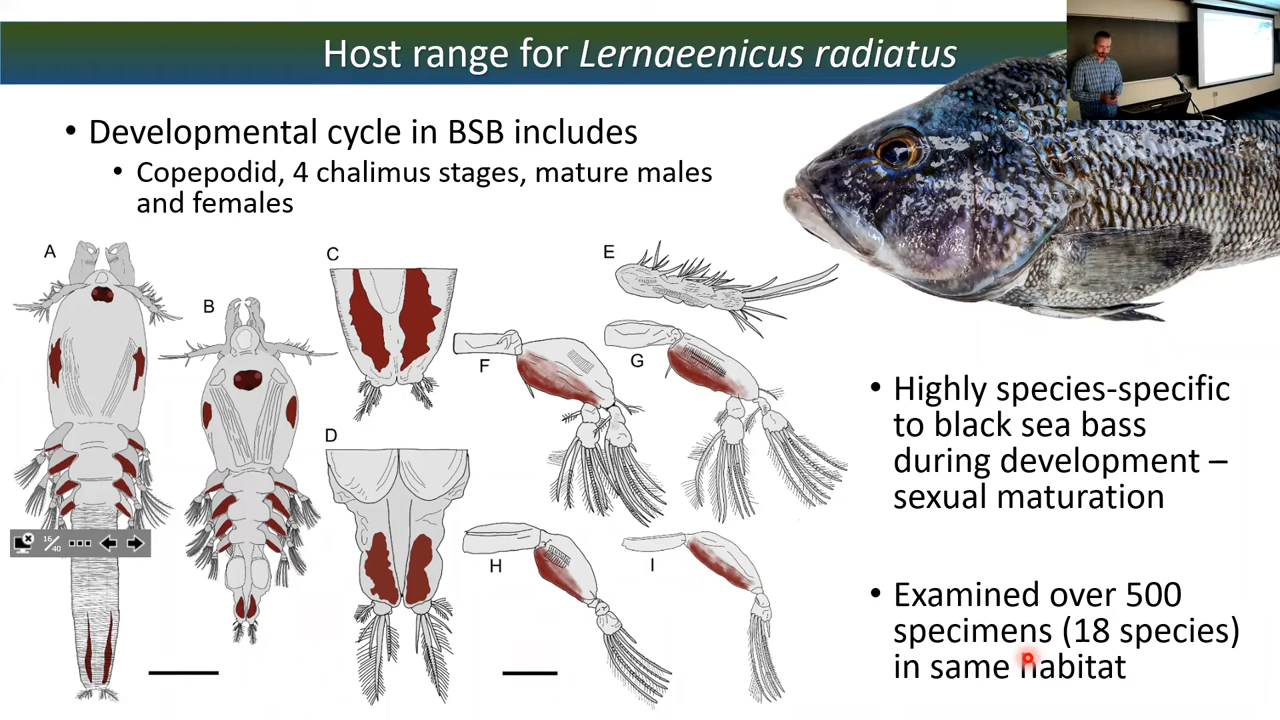 Host range for Lernaeenicus radiatus
• Developmental cycle in BSB includes
• Copepodid, 4 chalimus stages, mature males
and females
A
B
C
D
E
F
G
H
I
16/40
• Highly species-specific
to black sea bass
during development –
sexual maturation
• Examined over 500
specimens (18 species)
in same habitat